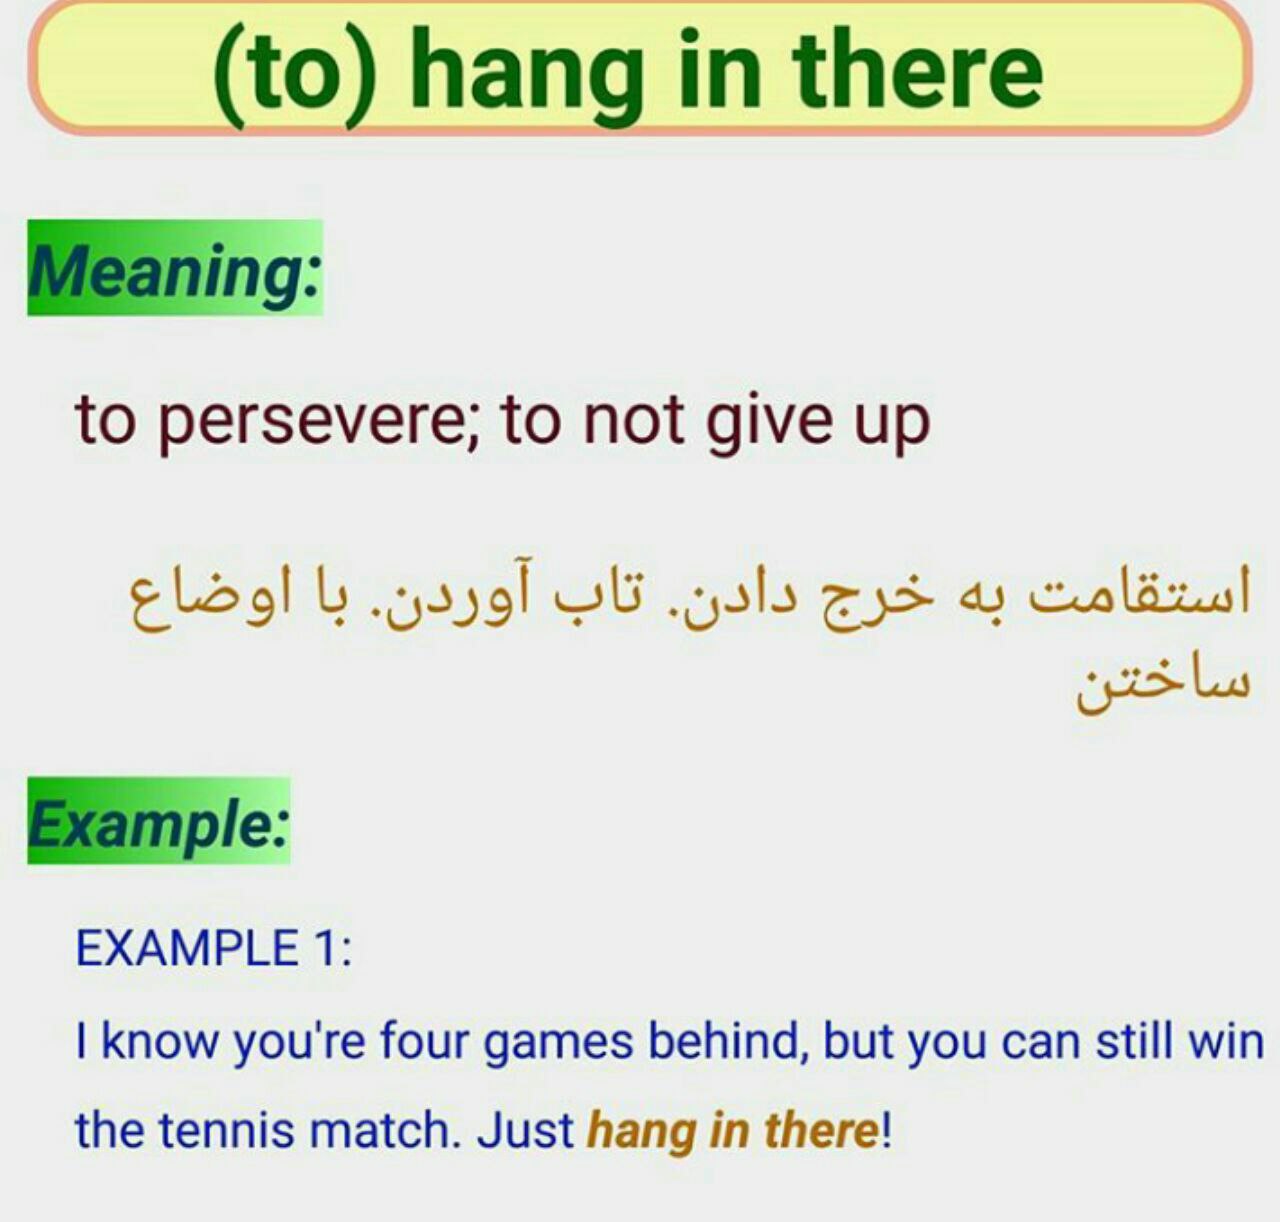 (to) hang in there
Meaning:
to persevere; to not give up
استقامت به خرج دادن. تاب آوردن. با اوضاع
ساختن
Example:
EXAMPLE 1:
I know you're four games behind, but you can still win
the tennis match. Just hang in there!